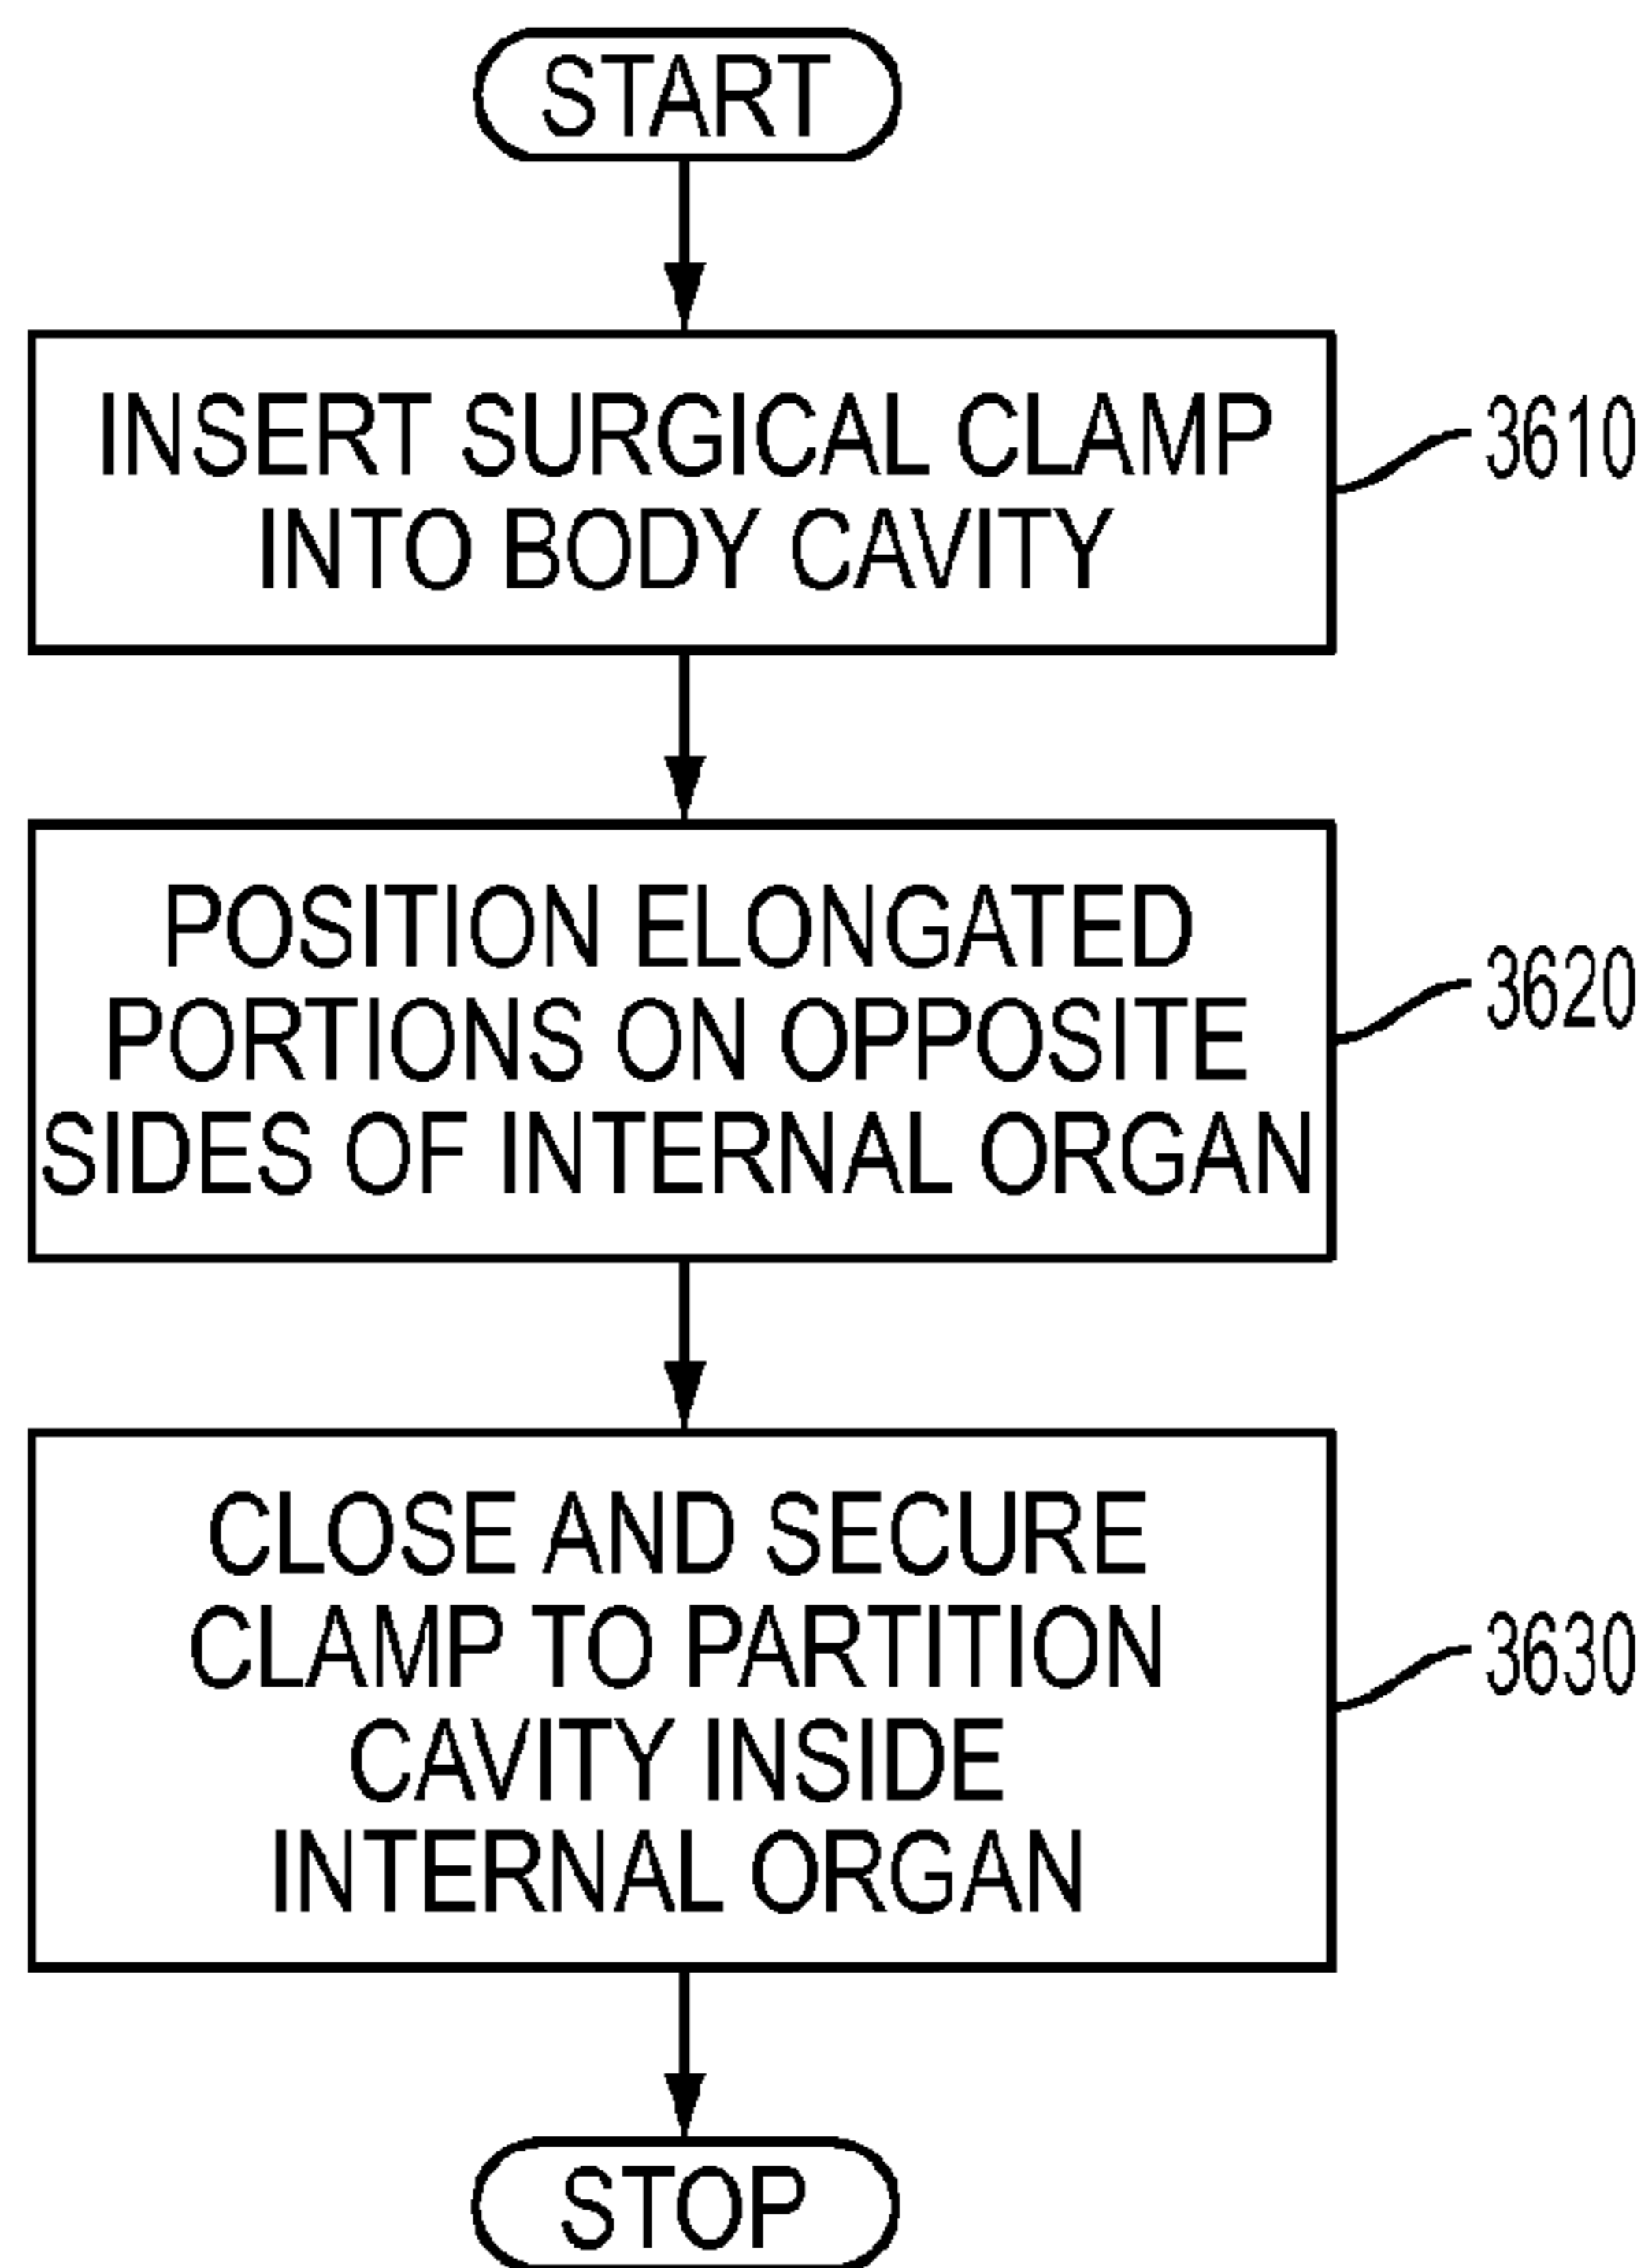 START
INSERT SURGICAL CLAMP
INTO BODY CAVITY
3610
POSITION ELONGATED
PORTIONS ON OPPOSITE
SIDES OF INTERNAL ORGAN
3620
CLOSE AND SECURE
CLAMP TO PARTITION
CAVITY INSIDE
INTERNAL ORGAN
3630
STOP